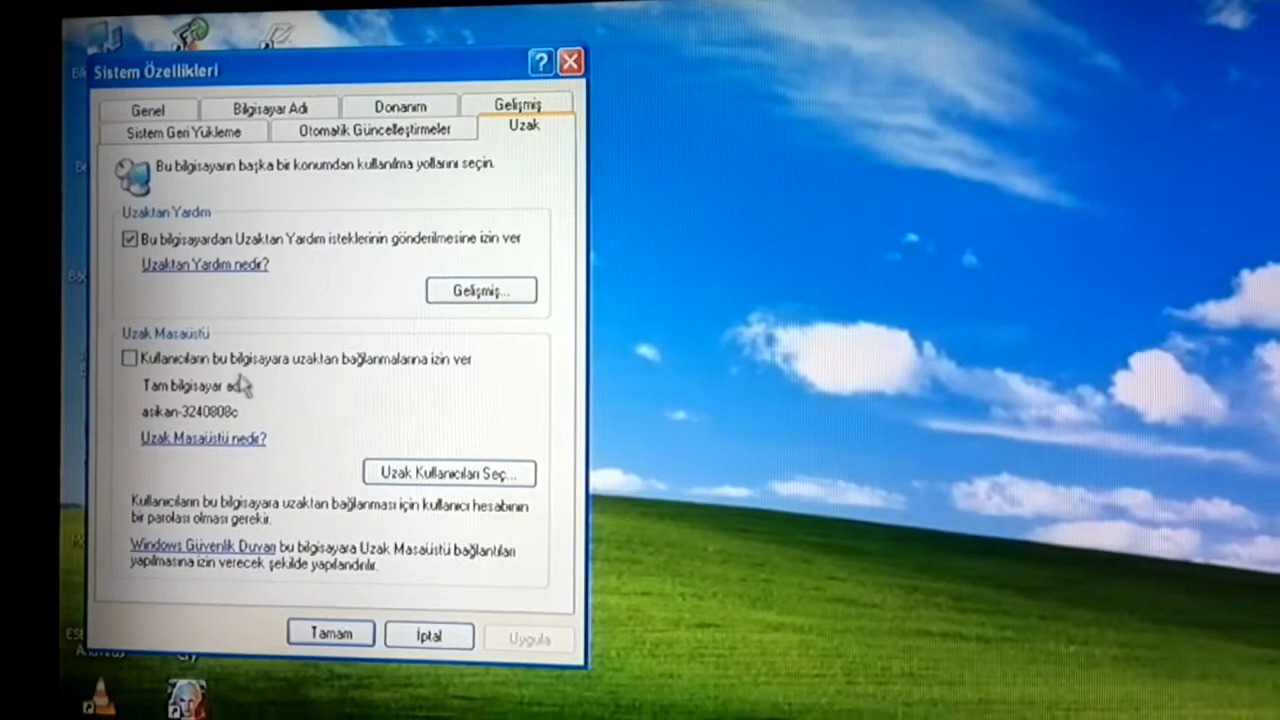 Sistem Özellikleri
Genel
Bilgisayar Adı
Donanım
Gelişmiş
Sistem Geri Yükleme
Otomatik Güncelleştirmeler
Uzak
Bu bilgisayarın başka bir konumdan kullanılma yollarını seçin.
Uzaktan Yardım
Bu bilgisayardan Uzaktan Yardım isteklerinin gönderilmesine izin ver
Uzaktan Yardım nedir?
Gelişmiş...
Uzak Masaüstü
Kullanıcıların bu bilgisayara uzaktan bağlanmalarına izin ver
Tam bilgisayar
asikan-3240808c
Uzak Masaüstü nedir?
Uzak Kullanıcıları Seç...
Kullanıcıların bu bilgisayara uzaktan bağlanması için kullanıcı hesabının
bir parolası olması gerekir.
Windows Güvenlik Duvarı bu bilgisayara Uzak Masaüstü bağlantıları
yapılmasına izin verecek şekilde yapılandırılır.
Tamam
İptal
Uygula